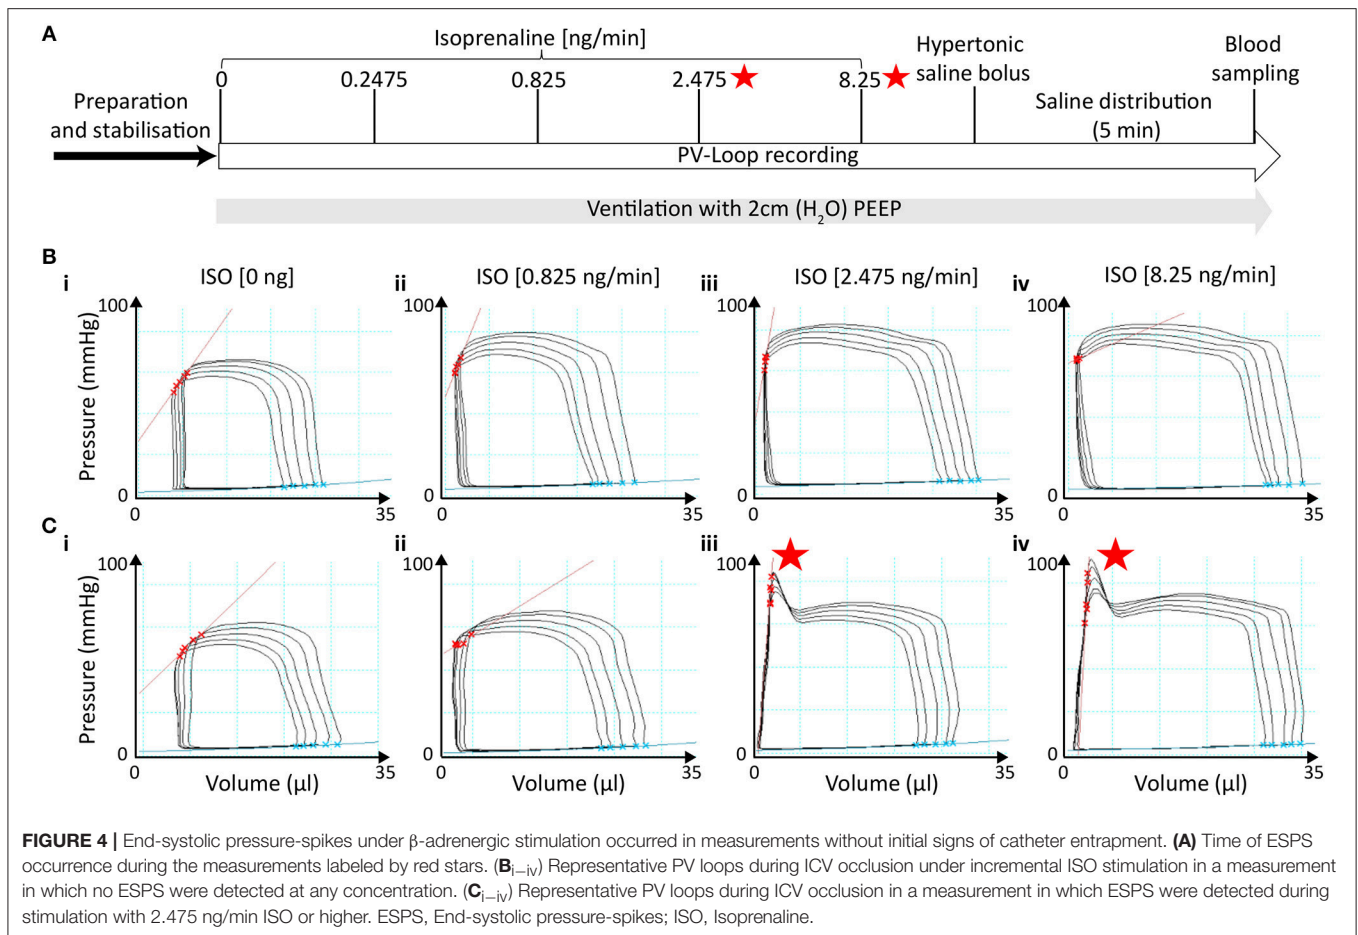 A
Isoprenaline [ng/min]
Hypertonic
saline bolus
Blood
sampling
0 0.2475 0.825 2.475 8.25
Preparation
and stabilisation
Saline distribution
(5 min)
PV-Loop recording
Ventilation with 2cm (H₂O) PEEP
B
i ISO [0 ng] ii ISO [0.825 ng/min] iii ISO [2.475 ng/min] iv ISO [8.25 ng/min]
100 100 100 100
Pressure (mmHg)
0 0 0 0
0 35 0 35 0 35 0 35
C
i ii iii iv
100 100 100 100
Pressure (mmHg)
0 0 0 0
0 35 0 35 0 35 0 35
Volume (µl) Volume (µl) Volume (µl) Volume (µl)
FIGURE 4 | End-systolic pressure-spikes under β-adrenergic stimulation occurred in measurements without initial signs of catheter entrapment. (A) Time of ESPS
occurrence during the measurements labeled by red stars. (Bi–iv) Representative PV loops during ICV occlusion under incremental ISO stimulation in a measurement
in which no ESPS were detected at any concentration. (Ci–iv) Representative PV loops during ICV occlusion in a measurement in which ESPS were detected during
stimulation with 2.475 ng/min ISO or higher. ESPS, End-systolic pressure-spikes; ISO, Isoprenaline.